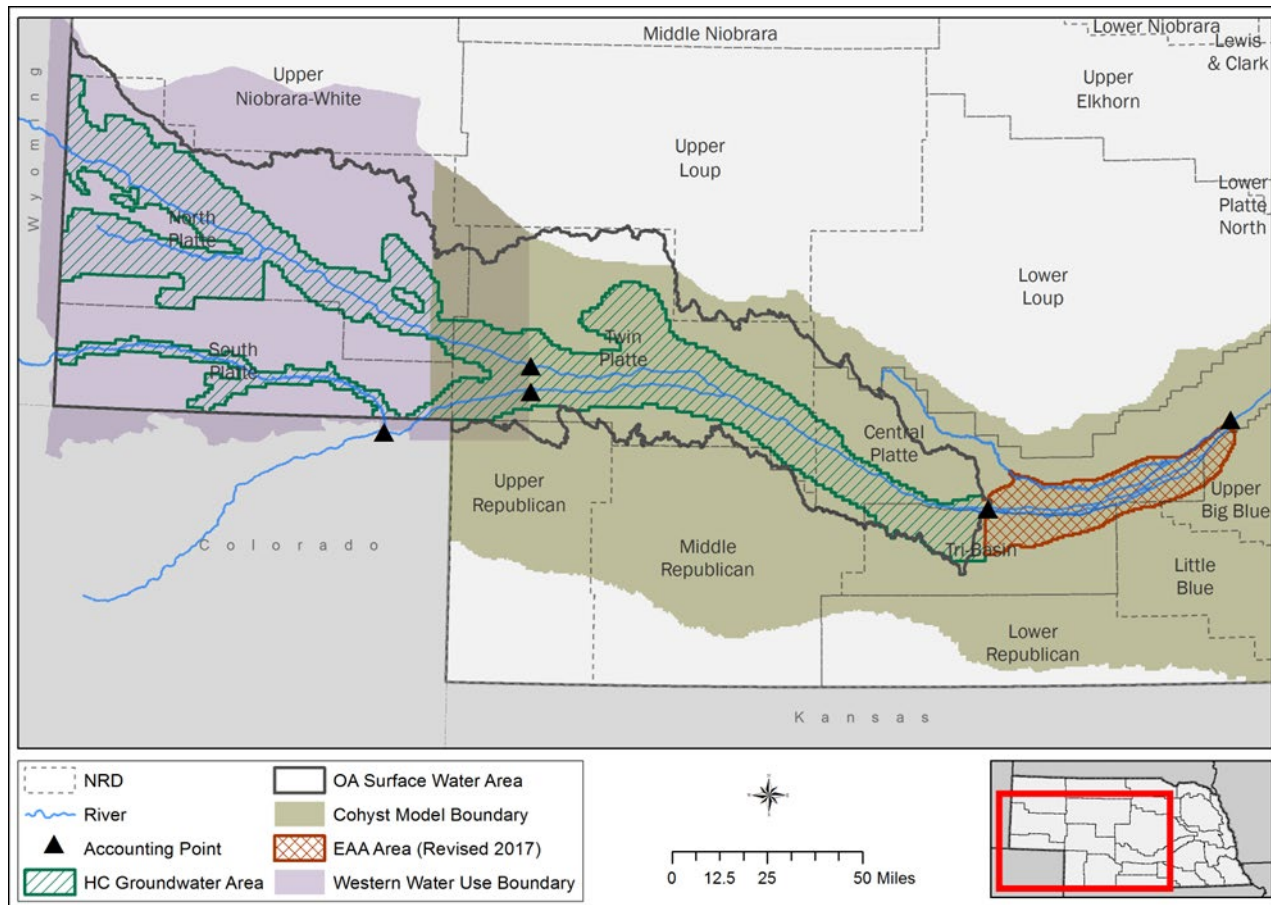 Middle Niobrara
Lower Niobrara
Lewis
& Clark
Upper
Niobrara-White
Upper
Elkhorn
Upper
Loup
Lower
Platte
North
Wyoming
North
Platte
Lower
Loup
South
Platte
Twin
Platte
Central
Platte
Upper
Republican
Upper
Big Blue
Colorado
Middle
Republican
Tri-Basin
Little
Blue
Lower
Republican
Kansas
NRD
River
Accounting Point
HC Groundwater Area
OA Surface Water Area
Cohyst Model Boundary
EAA Area (Revised 2017)
Western Water Use Boundary
0 12.5 25 50 Miles